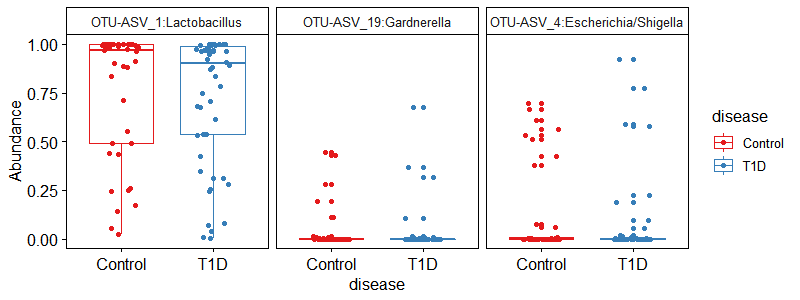 OTU-ASV_1:Lactobacillus
OTU-ASV_19:Gardnerella
OTU-ASV_4:Escherichia/Shigella
1.00
0.75
0.50
0.25
0.00
Abundance
Control
T1D
Control
T1D
Control
T1D
disease
disease
Control
T1D